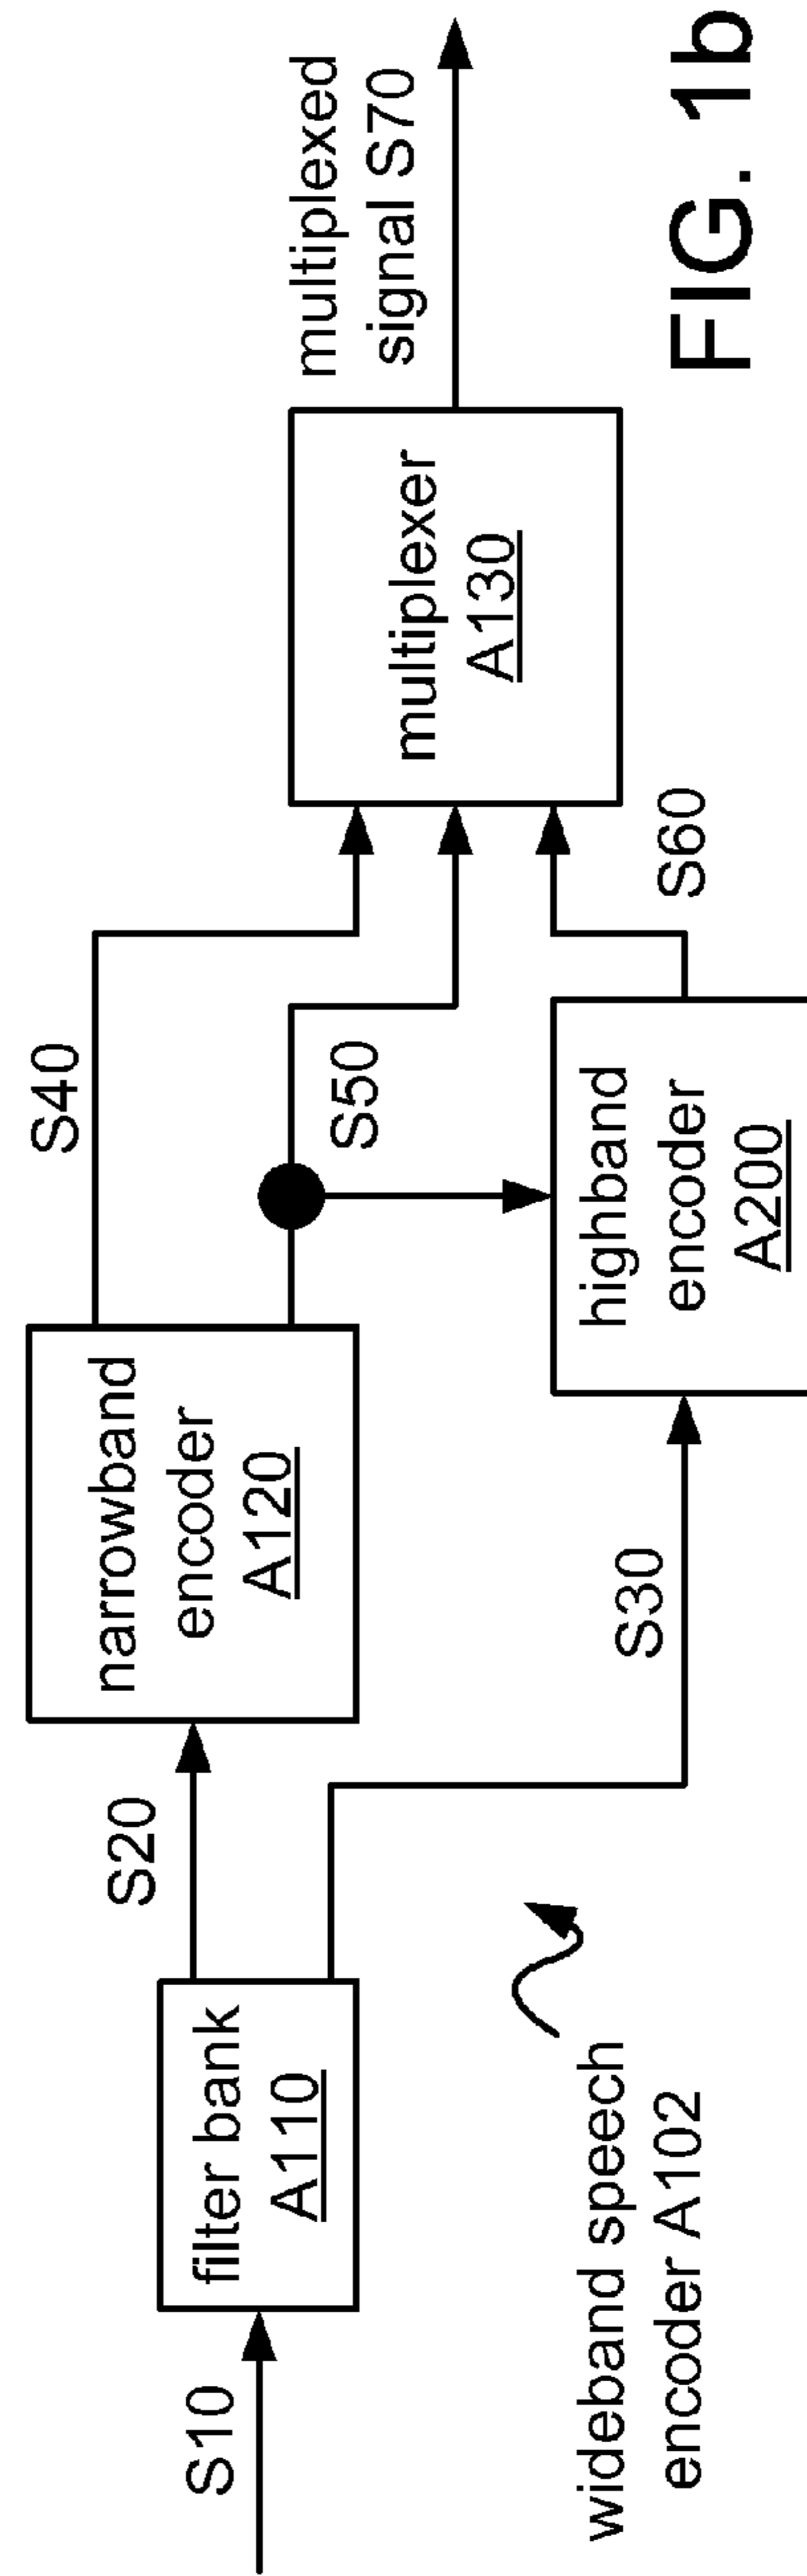 S10
filter bank
A110
S20
S30
narrowband
encoder
A120
S40
S50
highband
encoder
A200
S60
multiplexer
A130
multiplexed
signal S70
wideband speech
encoder A102
FIG. 1b